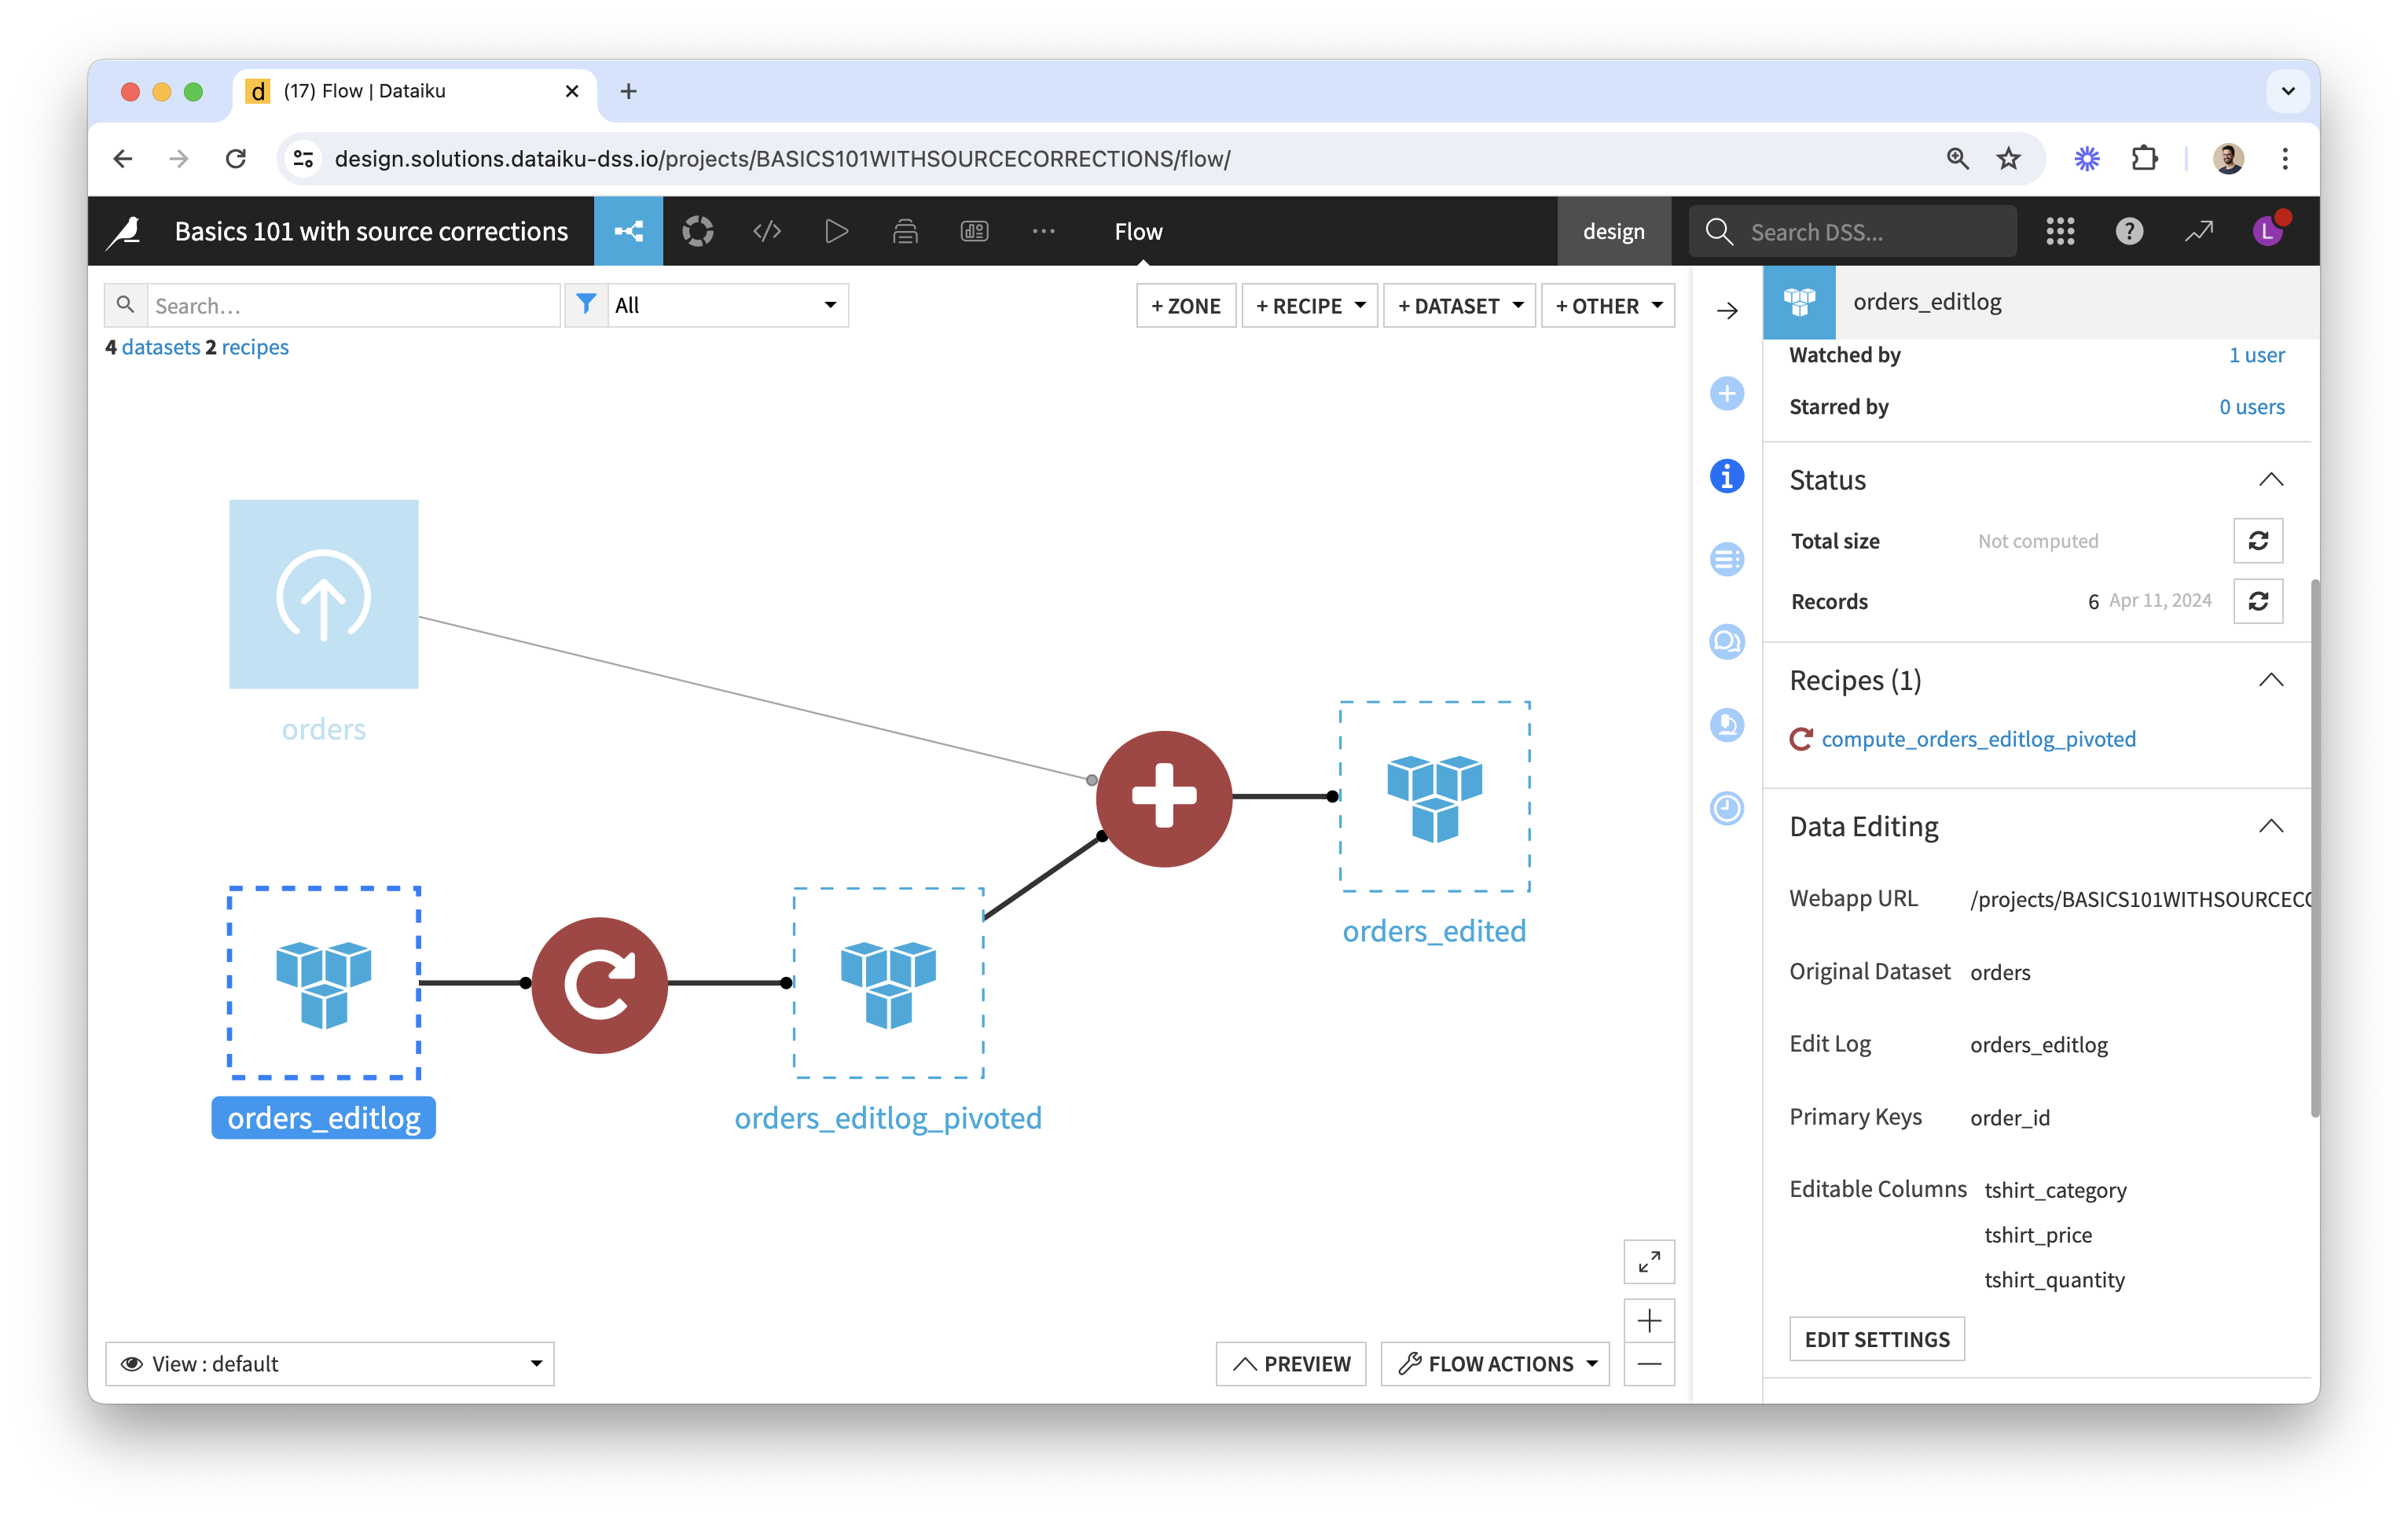 (17) Flow | Dataiku
design.solutions.dataiku-dss.io/projects/BASICS101WITHSOURCECORRECTIONS/flow/
Basics 101 with source corrections
Flow
design
Search DSS...
L
Search...
All
+ ZONE
+ RECIPE
+ DATASET
+ OTHER
4 datasets 2 recipes
orders
orders_edited
orders_editlog
orders_editlog_pivoted
View : default
PREVIEW
FLOW ACTIONS
orders_editlog
Watched by
1 user
Starred by
0 users
Status
Total size
Not computed
Records
6 Apr 11, 2024
Recipes (1)
compute_orders_editlog_pivoted
Data Editing
Webapp URL
/projects/BASICS101WITHSOURCEC
Original Dataset
orders
Edit Log
orders_editlog
Primary Keys
order_id
Editable Columns
tshirt_category
tshirt_price
tshirt_quantity
EDIT SETTINGS